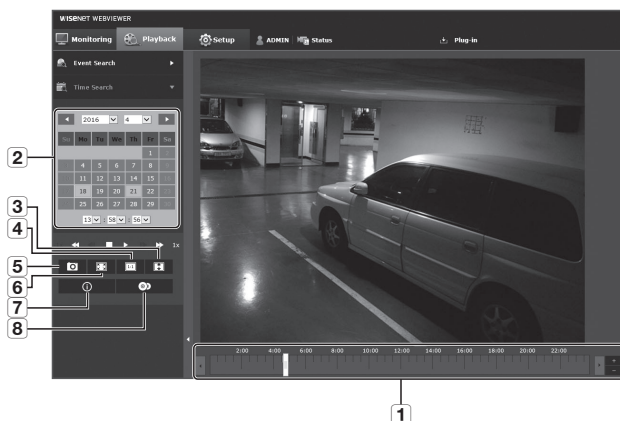 WISENET WEBVIEWER
Monitoring Playback Setup ADMIN Status Plug-in
Event Search
Time Search
2016 4
Su Mo Tu We Th Fr Sa
1
4 5 6 7 8
11 12 13 14 15
18 19 20 21 22
25 26 27 28 29
13 : 58 : 56
1x
1:1
2:00 4:00 6:00 8:00 10:00 12:00 14:00 16:00 18:00 20:00 22:00
2
3
4
5
6
7
8
1